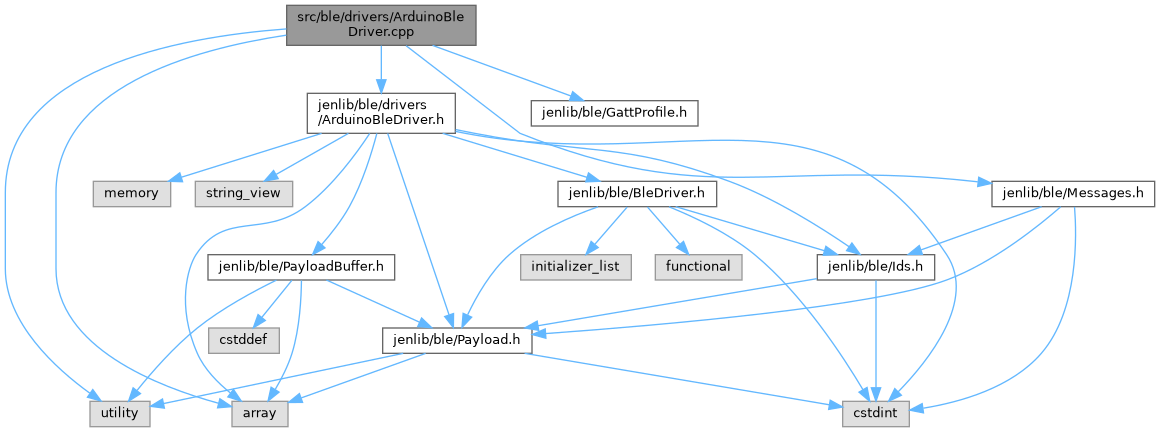 src/ble/drivers/ArduinoBle
Driver.cpp
jenlib/ble/drivers
/ArduinoBleDriver.h
jenlib/ble/GattProfile.h
memory
string_view
jenlib/ble/BleDriver.h
jenlib/ble/Messages.h
jenlib/ble/PayloadBuffer.h
initializer_list
functional
jenlib/ble/Ids.h
cstddef
jenlib/ble/Payload.h
utility
array
cstdint